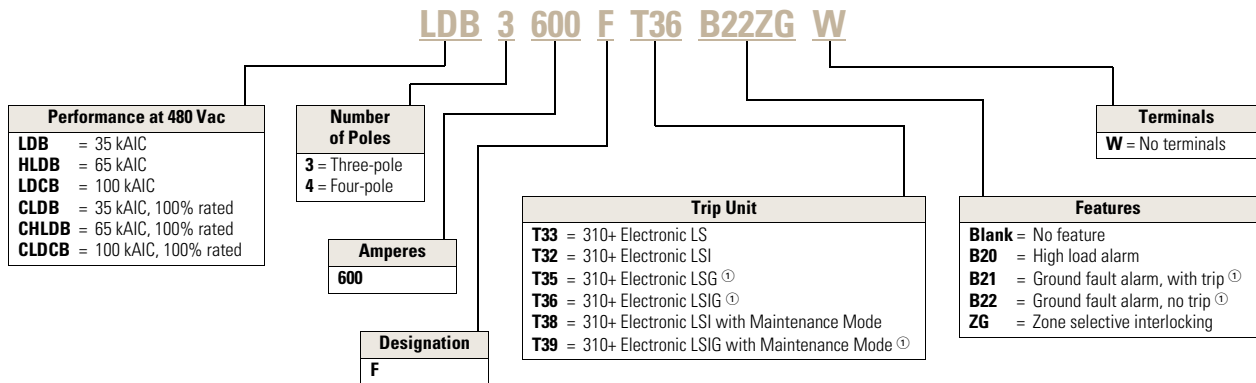 LDB 3 600 F T36 B22ZG W
Performance at 480 Vac
LDB = 35 kAIC
HLDB = 65 kAIC
LDCB = 100 kAIC
CLDB = 35 kAIC, 100% rated
CHLDB = 65 kAIC, 100% rated
CLDCB = 100 kAIC, 100% rated
Number
of Poles
3 = Three-pole
4 = Four-pole
Amperes
600
Designation
F
Trip Unit
T33 = 310+ Electronic LS
T32 = 310+ Electronic LSI
T35 = 310+ Electronic LSG ①
T36 = 310+ Electronic LSIG ①
T38 = 310+ Electronic LSI with Maintenance Mode
T39 = 310+ Electronic LSIG with Maintenance Mode ①
Features
Blank = No feature
B20 = High load alarm
B21 = Ground fault alarm, with trip ①
B22 = Ground fault alarm, no trip ①
ZG = Zone selective interlocking
Terminals
W = No terminals